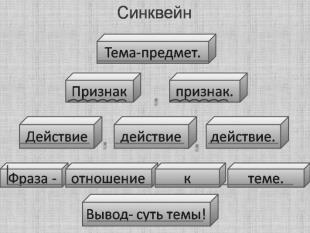 Синквейн
Тема-предмет.
Признак , признак.
Действие , действие , действие.
Фраза - отношение к теме.
Вывод- суть темы!